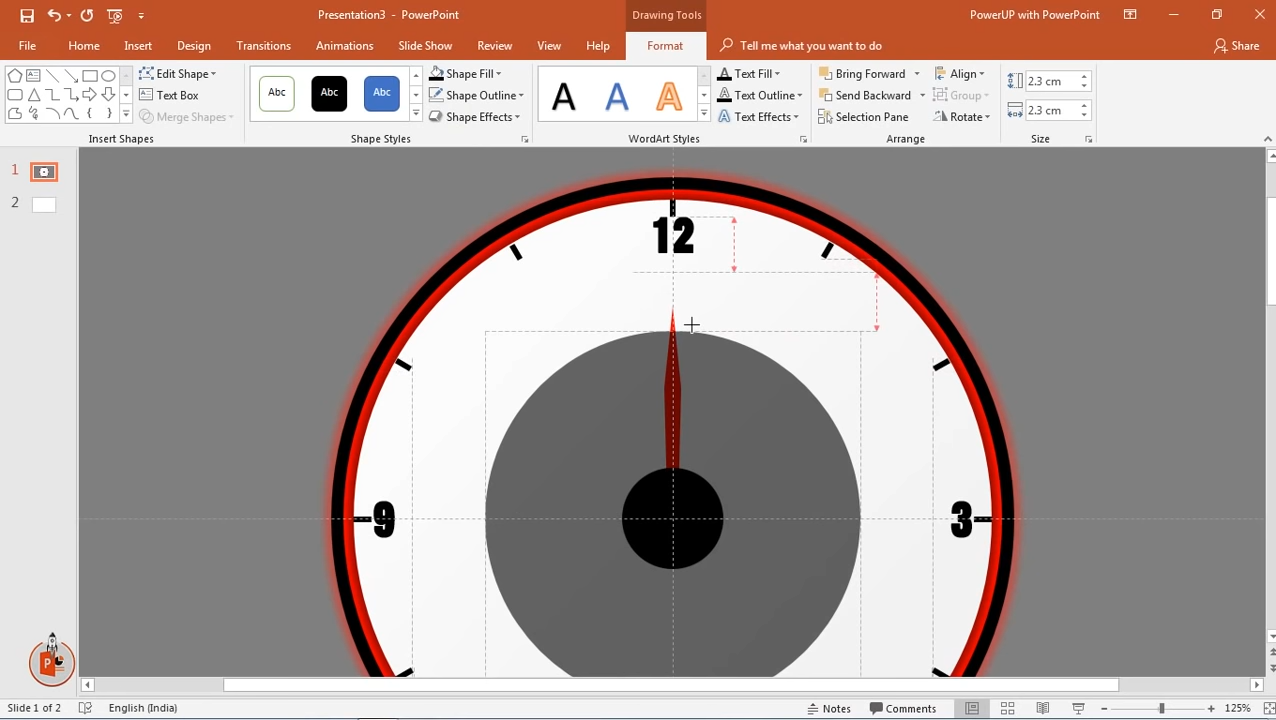 Presentation3 - PowerPoint
Drawing Tools
PowerUP with PowerPoint
File
Home
Insert
Design
Transitions
Animations
Slide Show
Review
View
Help
Format
Tell me what you want to do
Share
Edit Shape
Text Box
Merge Shapes
Insert Shapes
Abc
Abc
Abc
Shape Fill
Shape Outline
Shape Effects
Shape Styles
A
A
A
Text Fill
Text Outline
Text Effects
WordArt Styles
Bring Forward
Send Backward
Selection Pane
Align
Group
Rotate
Arrange
2.3 cm
2.3 cm
Size
1
2
12
9
3
P
Slide 1 of 2
English (India)
Notes
Comments
125%